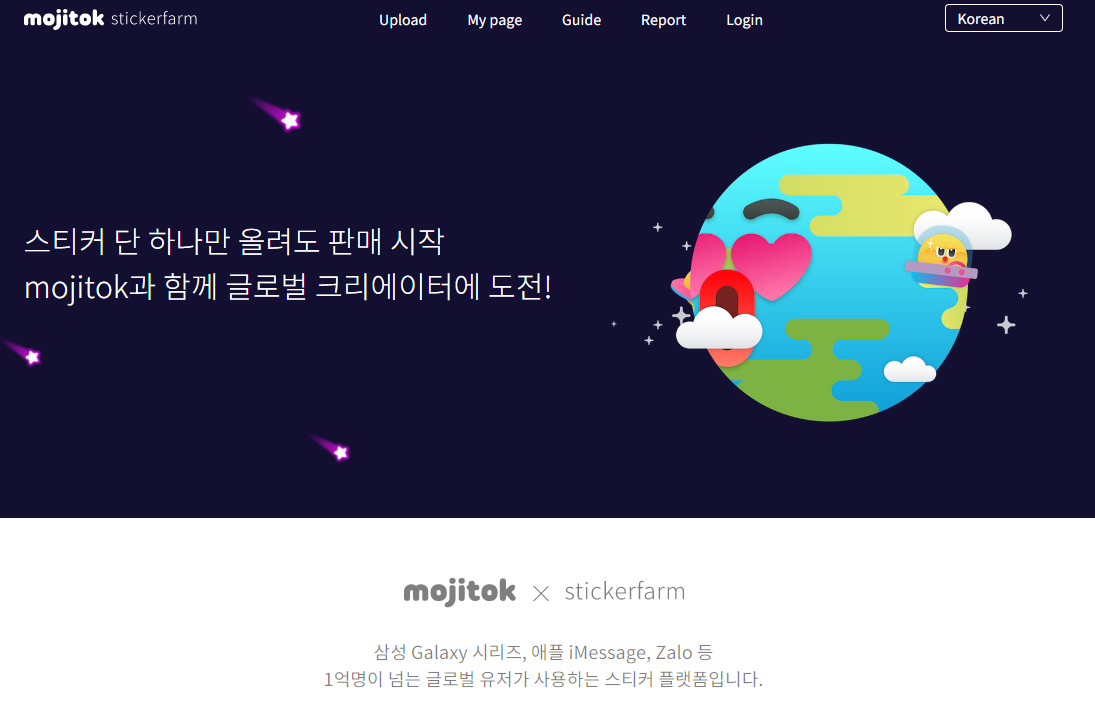 mojitok stickerfarm
Upload My page Guide Report Login
Korean
스티커 단 하나만 올려도 판매 시작
mojitok과 함께 글로벌 크리에이터에 도전!
mojitok × stickerfarm
삼성 Galaxy 시리즈, 애플 iMessage, Zalo 등
1억명이 넘는 글로벌 유저가 사용하는 스티커 플랫폼입니다.